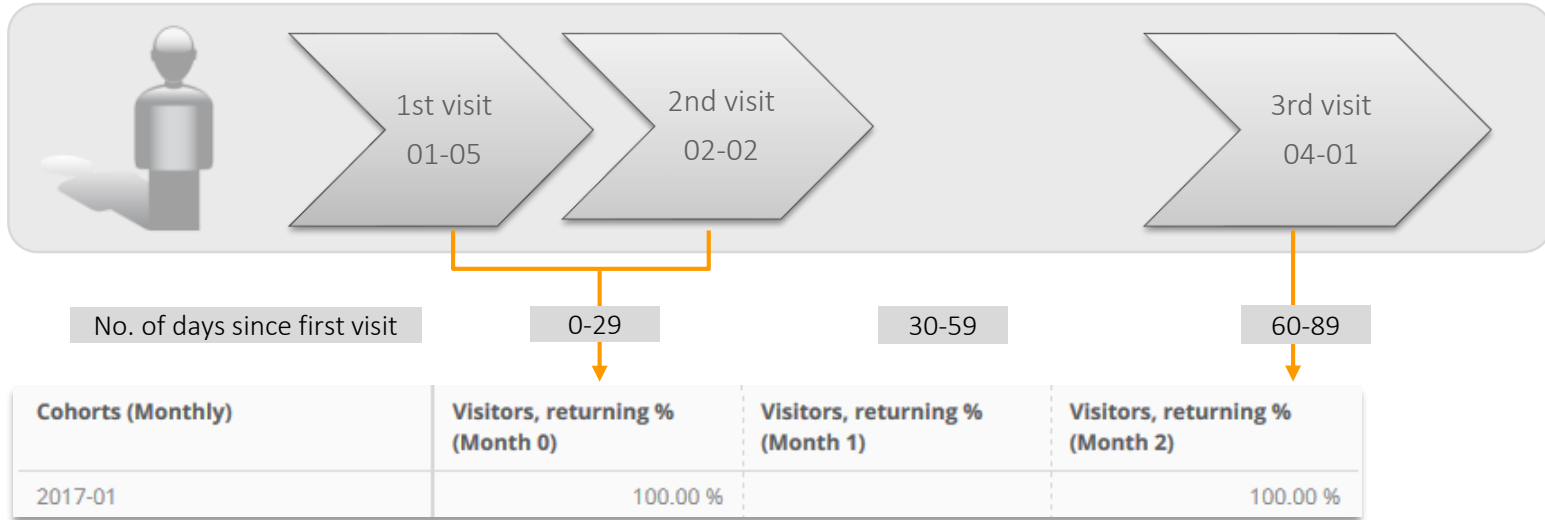 1st visit
01-05
2nd visit
02-02
3rd visit
04-01
No. of days since first visit
0-29
30-59
60-89
Cohorts (Monthly)
Visitors, returning %
(Month 0)
Visitors, returning %
(Month 1)
Visitors, returning %
(Month 2)
2017-01
100.00 %
100.00 %